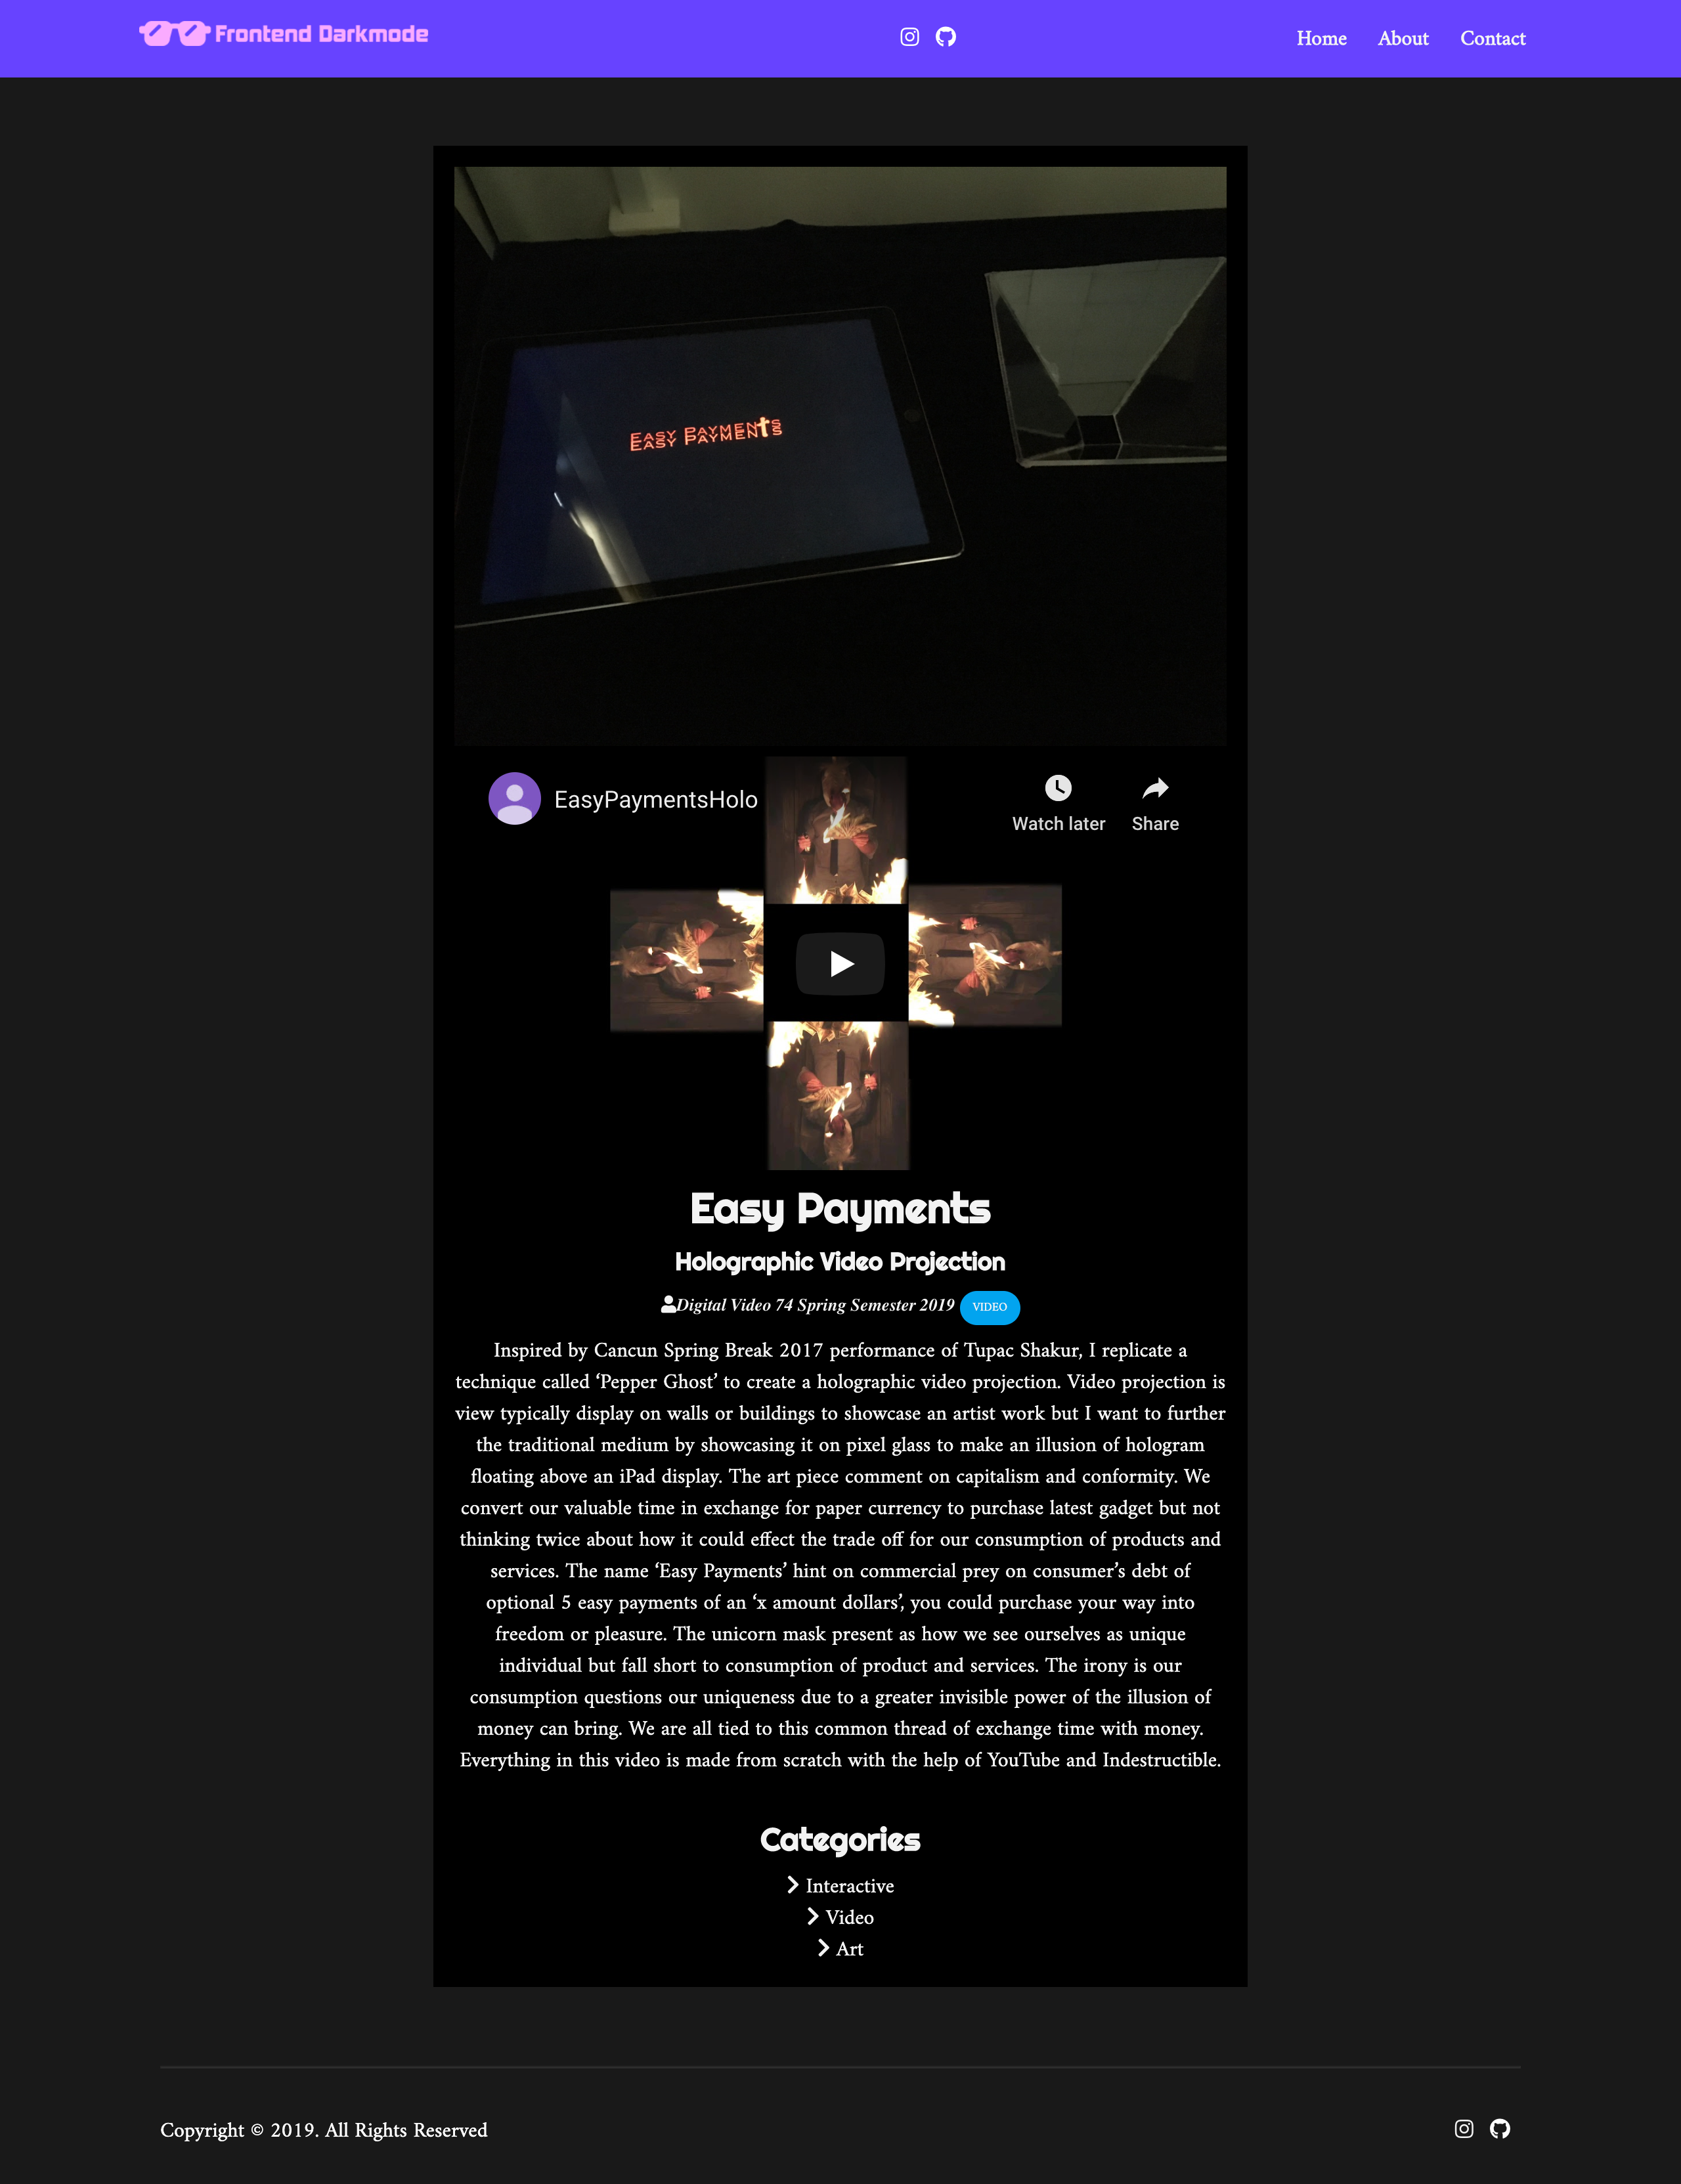 Frontend Darkmode
Home About Contact
EASY PAYMENtS
EASY PAYMENTS
EasyPaymentsHolo
Watch later Share
Easy Payments
Holographic Video Projection
Digital Video 74 Spring Semester 2019 VIDEO
Inspired by Cancun Spring Break 2017 performance of Tupac Shakur, I replicate a
technique called ‘Pepper Ghost’ to create a holographic video projection. Video projection is
view typically display on walls or buildings to showcase an artist work but I want to further
the traditional medium by showcasing it on pixel glass to make an illusion of hologram
floating above an iPad display. The art piece comment on capitalism and conformity. We
convert our valuable time in exchange for paper currency to purchase latest gadget but not
thinking twice about how it could effect the trade off for our consumption of products and
services. The name ‘Easy Payments’ hint on commercial prey on consumer’s debt of
optional 5 easy payments of an ‘x amount dollars’, you could purchase your way into
freedom or pleasure. The unicorn mask present as how we see ourselves as unique
individual but fall short to consumption of product and services. The irony is our
consumption questions our uniqueness due to a greater invisible power of the illusion of
money can bring. We are all tied to this common thread of exchange time with money.
Everything in this video is made from scratch with the help of YouTube and Indestructible.
Categories
Interactive
Video
Art
Copyright © 2019. All Rights Reserved